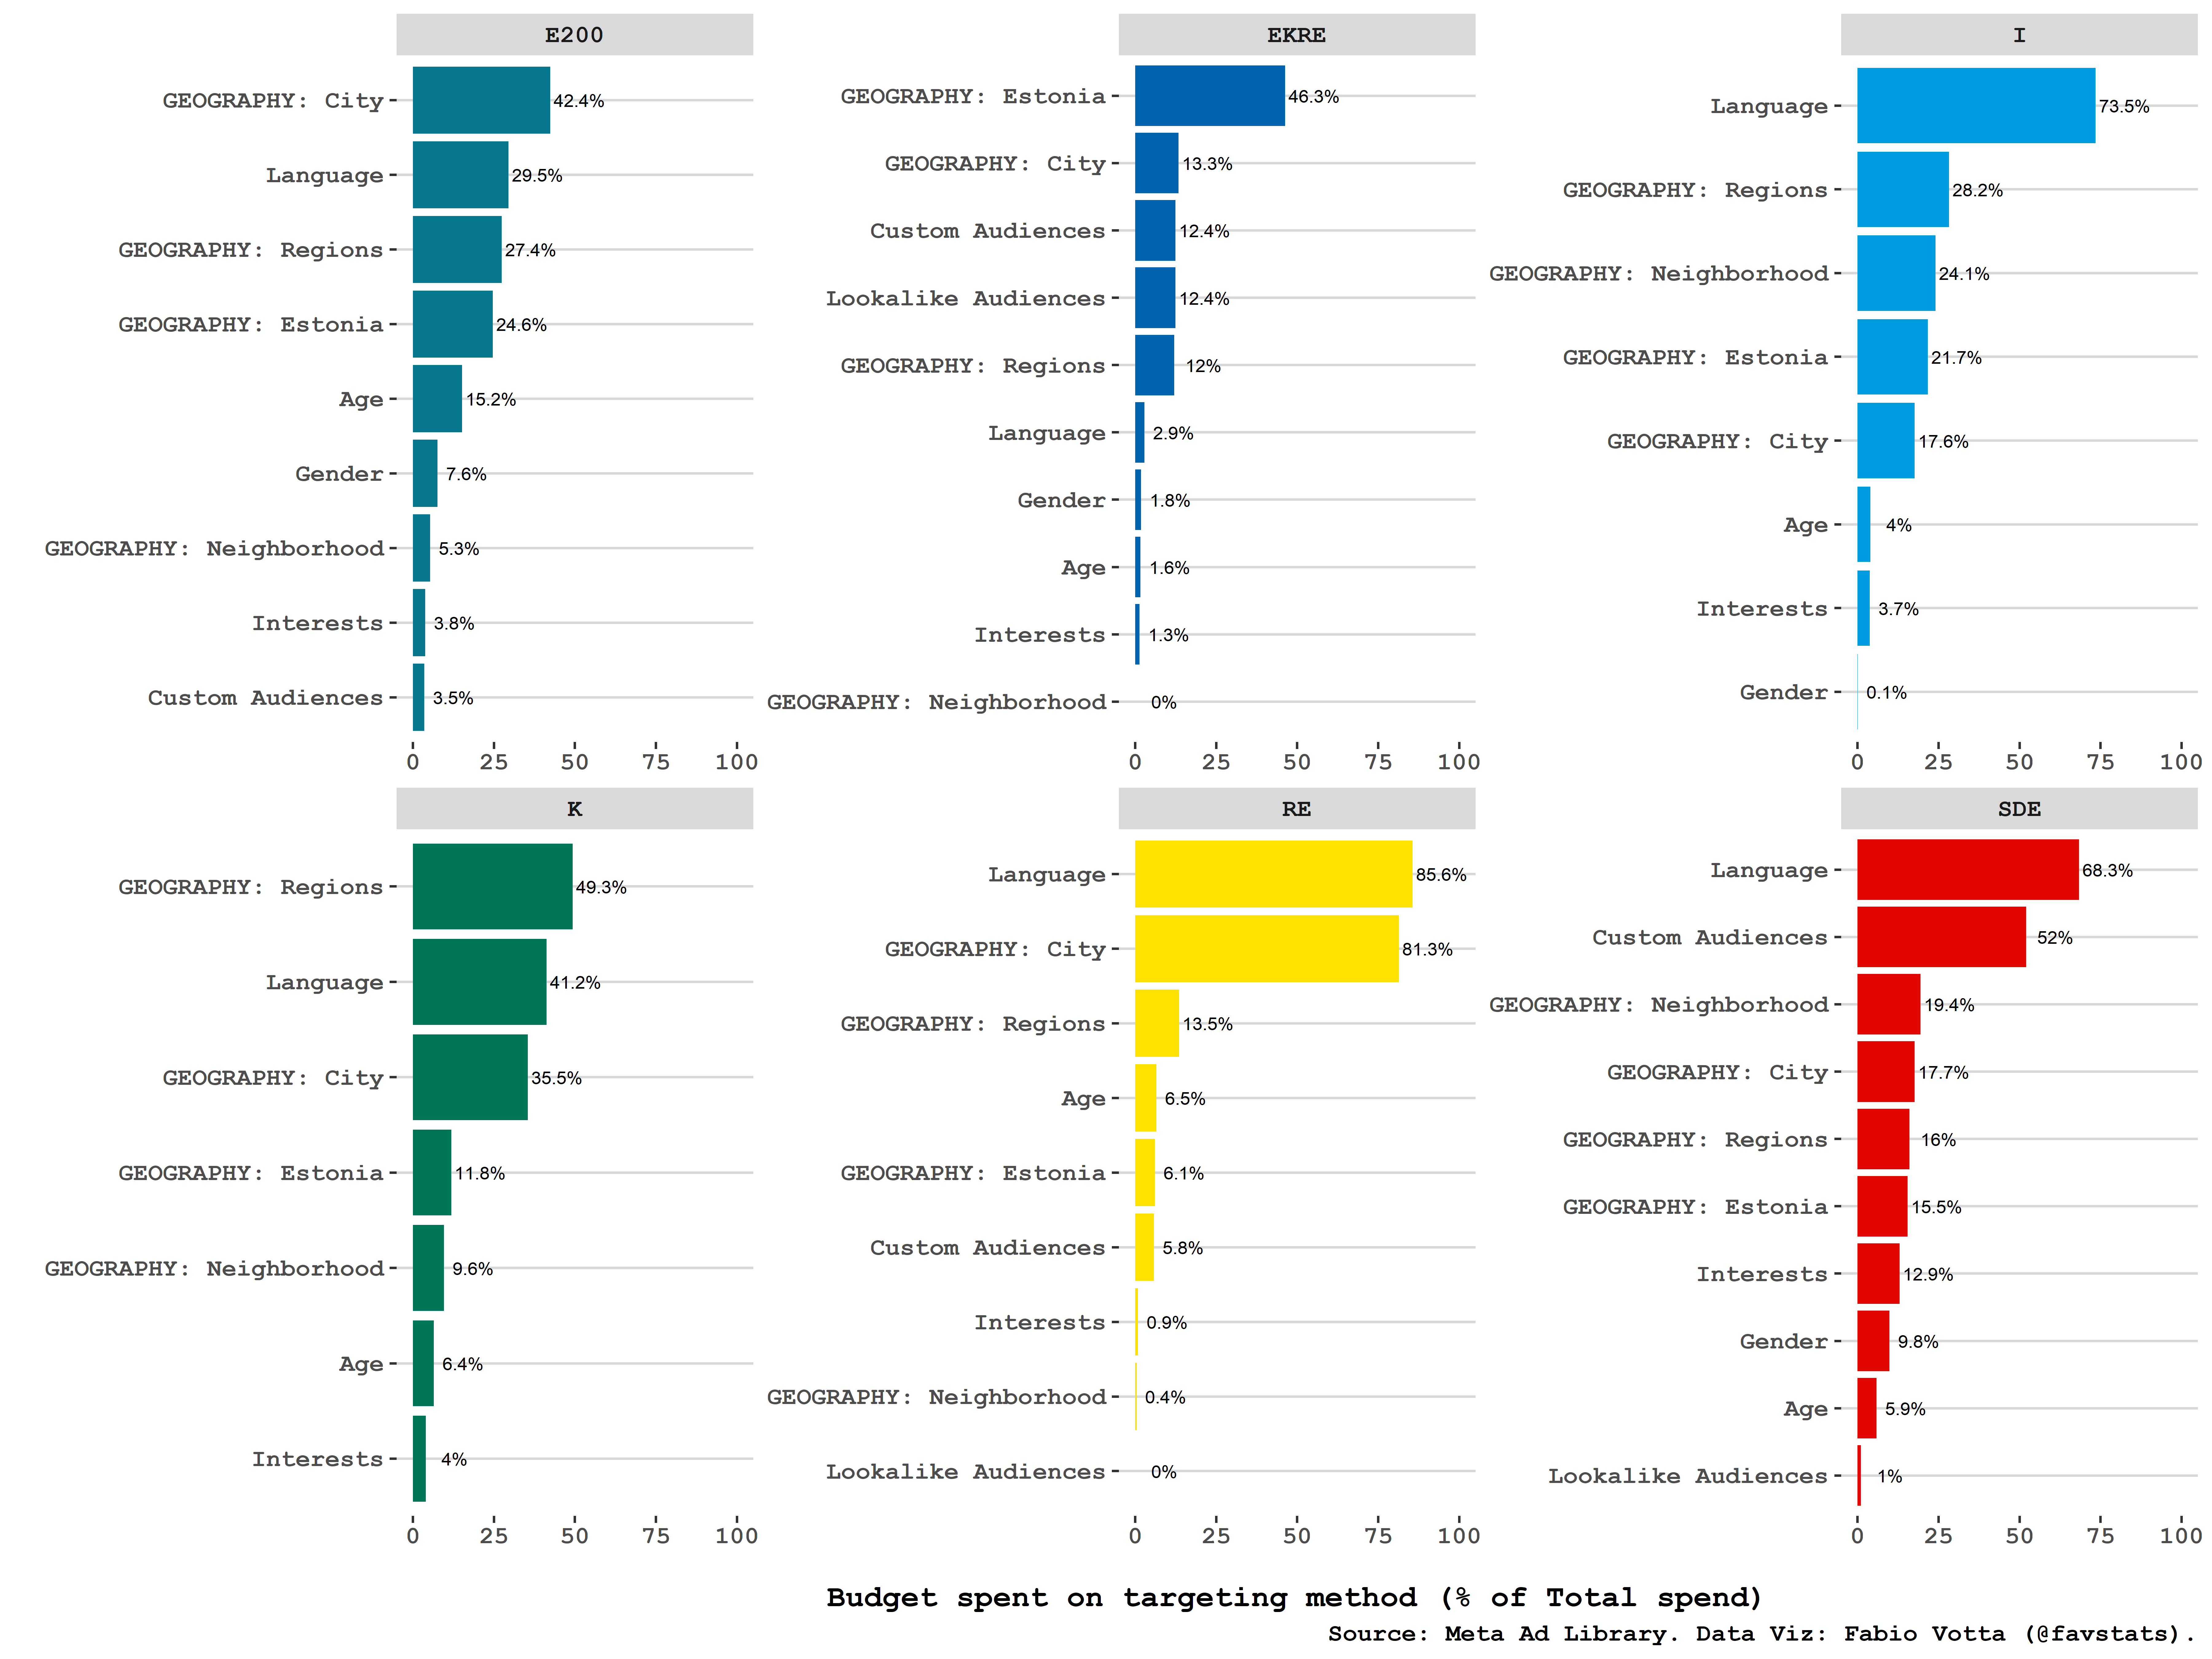 E200
GEOGRAPHY: City 42.4%
Language 29.5%
GEOGRAPHY: Regions 27.4%
GEOGRAPHY: Estonia 24.6%
Age 15.2%
Gender 7.6%
GEOGRAPHY: Neighborhood 5.3%
Interests 3.8%
Custom Audiences 3.5%
0 25 50 75 100
EKRE
GEOGRAPHY: Estonia 46.3%
GEOGRAPHY: City 13.3%
Custom Audiences 12.4%
Lookalike Audiences 12.4%
GEOGRAPHY: Regions 12%
Language 2.9%
Gender 1.8%
Age 1.6%
Interests 1.3%
GEOGRAPHY: Neighborhood 0%
0 25 50 75 100
I
Language 73.5%
GEOGRAPHY: Regions 28.2%
GEOGRAPHY: Neighborhood 24.1%
GEOGRAPHY: Estonia 21.7%
GEOGRAPHY: City 17.6%
Age 4%
Interests 3.7%
Gender 0.1%
0 25 50 75 100
K
GEOGRAPHY: Regions 49.3%
Language 41.2%
GEOGRAPHY: City 35.5%
GEOGRAPHY: Estonia 11.8%
GEOGRAPHY: Neighborhood 9.6%
Age 6.4%
Interests 4%
0 25 50 75 100
RE
Language 85.6%
GEOGRAPHY: City 81.3%
GEOGRAPHY: Regions 13.5%
Age 6.5%
GEOGRAPHY: Estonia 6.1%
Custom Audiences 5.8%
Interests 0.9%
GEOGRAPHY: Neighborhood 0.4%
Lookalike Audiences 0%
0 25 50 75 100
SDE
Language 68.3%
Custom Audiences 52%
GEOGRAPHY: Neighborhood 19.4%
GEOGRAPHY: City 17.7%
GEOGRAPHY: Regions 16%
GEOGRAPHY: Estonia 15.5%
Interests 12.9%
Gender 9.8%
Age 5.9%
Lookalike Audiences 1%
0 25 50 75 100
Budget spent on targeting method (% of Total spend)
Source: Meta Ad Library. Data Viz: Fabio Votta (@favstats).